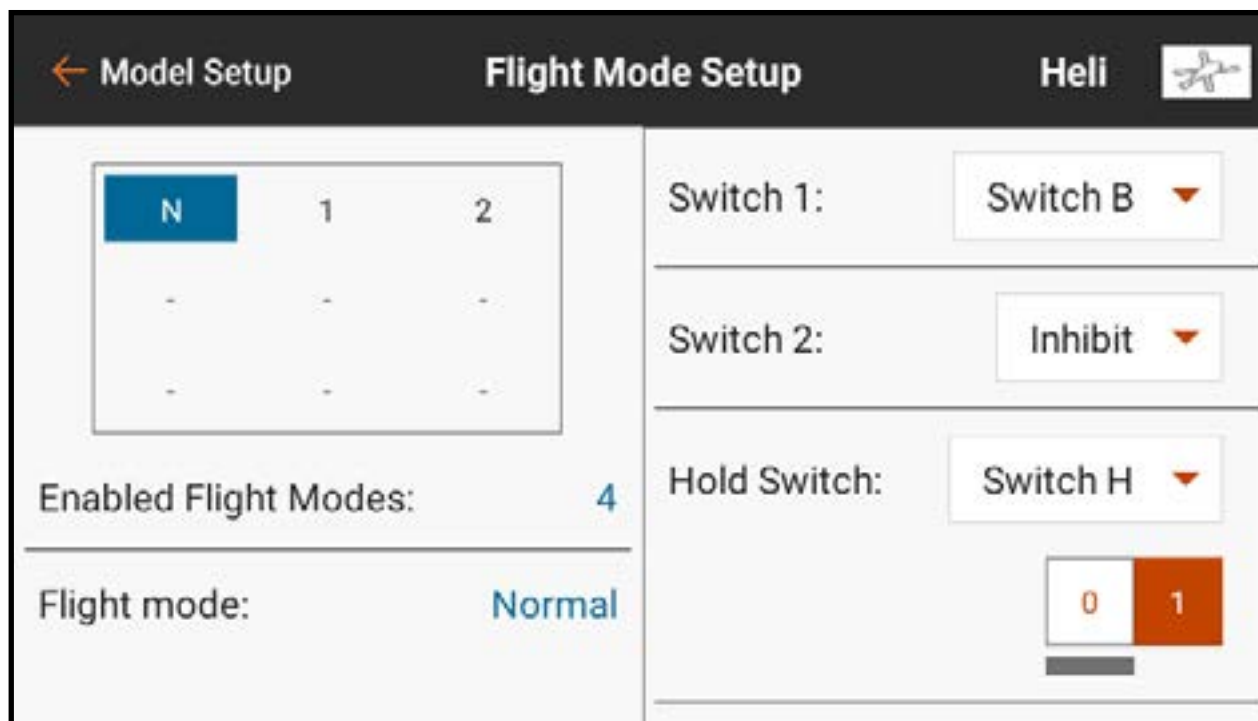 ← Model Setup Flight Mode Setup Heli
N 1 2
- - -
- - -
Enabled Flight Modes: 4
Flight mode: Normal
Switch 1: Switch B
Switch 2: Inhibit
Hold Switch: Switch H
0 1